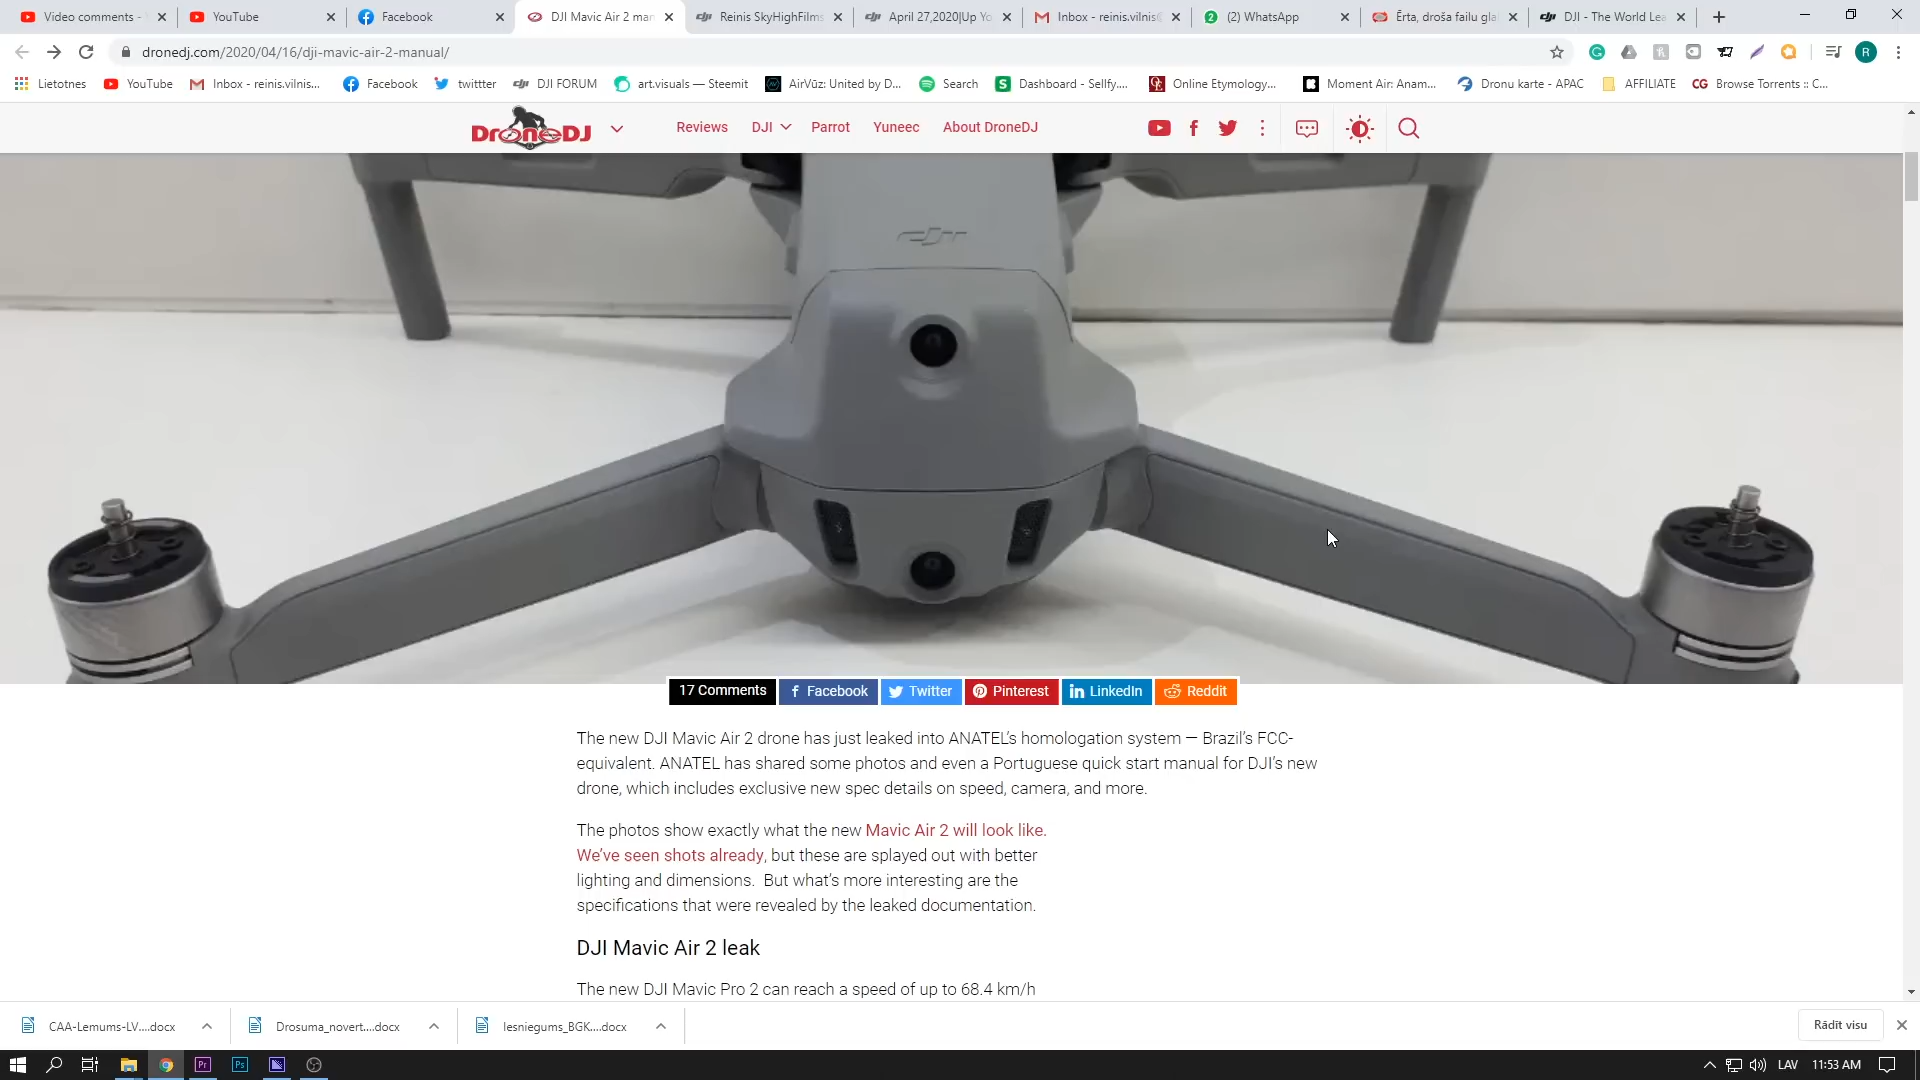 Video comments -
YouTube
Facebook
DJI Mavic Air 2 man
Reinis SkyHighFilms
April 27,2020|Up Yo
Inbox - reinis.vilnis
(2) WhatsApp
Ērta, droša failu gla
DJI - The World Lea
dronedj.com/2020/04/16/dji-mavic-air-2-manual/
R
Lietotnes
YouTube
Inbox - reinis.vilnis...
Facebook
twittter
DJI FORUM
art.visuals — Steemit
AirVūz: United by D...
Search
Dashboard - Sellfy....
Online Etymology...
Moment Air: Anam...
Dronu karte - APAC
AFFILIATE
CG Browse Torrents :: C...
DroneDJ
Reviews
DJI
Parrot
Yuneec
About DroneDJ
dji
17 Comments
Facebook
Twitter
Pinterest
LinkedIn
Reddit
The new DJI Mavic Air 2 drone has just leaked into ANATEL's homologation system — Brazil's FCC-
equivalent. ANATEL has shared some photos and even a Portuguese quick start manual for DJI's new
drone, which includes exclusive new spec details on speed, camera, and more.
The photos show exactly what the new Mavic Air 2 will look like.
We've seen shots already, but these are splayed out with better
lighting and dimensions. But what's more interesting are the
specifications that were revealed by the leaked documentation.
DJI Mavic Air 2 leak
The new DJI Mavic Pro 2 can reach a speed of up to 68.4 km/h
CAA-Lemums-LV....docx
Drosuma_novert....docx
Iesniegums_BGK....docx
Rādīt visu
Pr
Ps
LAV
11:53 AM